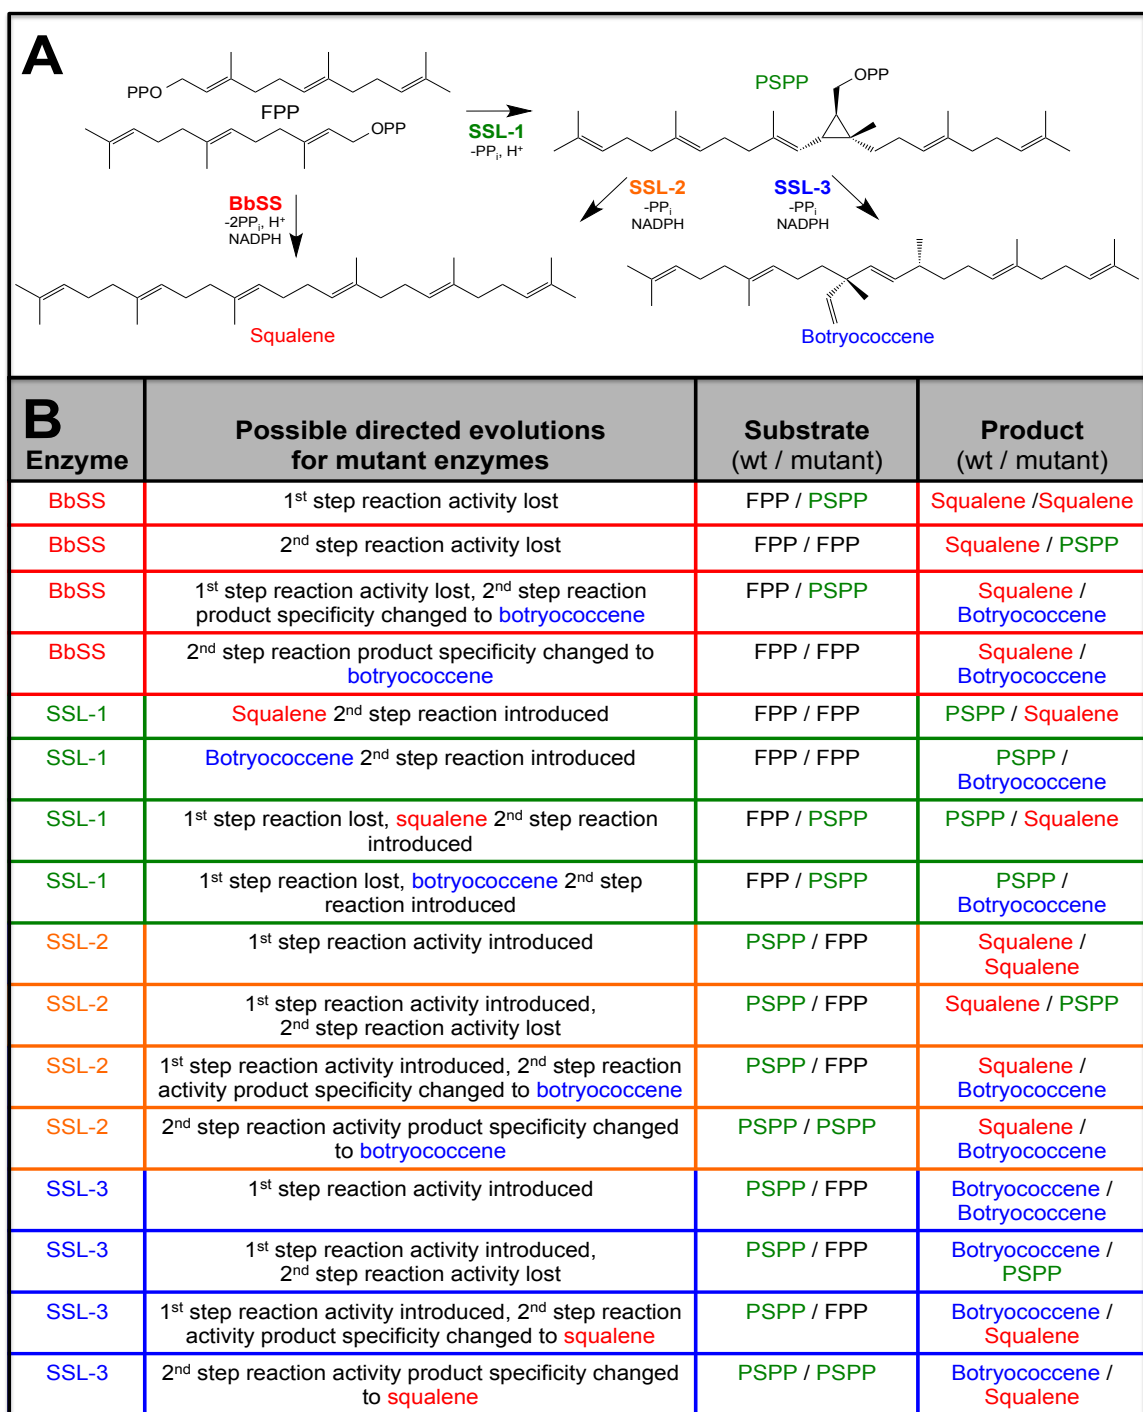 A
PPO
FPP
OPP
SSL-1
-PPi, H+
PSPP
OPP
BbSS
-2PPi, H+
NADPH
SSL-2
-PPi
NADPH
SSL-3
-PPi
NADPH
Squalene
Botryococcene
B
Enzyme
Possible directed evolutions
for mutant enzymes
Substrate
(wt / mutant)
Product
(wt / mutant)
BbSS
1st step reaction activity lost
FPP / PSPP
Squalene /Squalene
BbSS
2nd step reaction activity lost
FPP / FPP
Squalene / PSPP
BbSS
1st step reaction activity lost, 2nd step reaction
product specificity changed to botryococcene
FPP / PSPP
Squalene /
Botryococcene
BbSS
2nd step reaction product specificity changed to
botryococcene
FPP / FPP
Squalene /
Botryococcene
SSL-1
Squalene 2nd step reaction introduced
FPP / FPP
PSPP / Squalene
SSL-1
Botryococcene 2nd step reaction introduced
FPP / FPP
PSPP /
Botryococcene
SSL-1
1st step reaction lost, squalene 2nd step reaction
introduced
FPP / PSPP
PSPP / Squalene
SSL-1
1st step reaction lost, botryococcene 2nd step
reaction introduced
FPP / PSPP
PSPP /
Botryococcene
SSL-2
1st step reaction activity introduced
PSPP / FPP
Squalene /
Squalene
SSL-2
1st step reaction activity introduced,
2nd step reaction activity lost
PSPP / FPP
Squalene / PSPP
SSL-2
1st step reaction activity introduced, 2nd step reaction
activity product specificity changed to botryococcene
PSPP / FPP
Squalene /
Botryococcene
SSL-2
2nd step reaction activity product specificity changed
to botryococcene
PSPP / PSPP
Squalene /
Botryococcene
SSL-3
1st step reaction activity introduced
PSPP / FPP
Botryococcene /
Botryococcene
SSL-3
1st step reaction activity introduced,
2nd step reaction activity lost
PSPP / FPP
Botryococcene /
PSPP
SSL-3
1st step reaction activity introduced, 2nd step reaction
activity product specificity changed to squalene
PSPP / FPP
Botryococcene /
Squalene
SSL-3
2nd step reaction activity product specificity changed
to squalene
PSPP / PSPP
Botryococcene /
Squalene